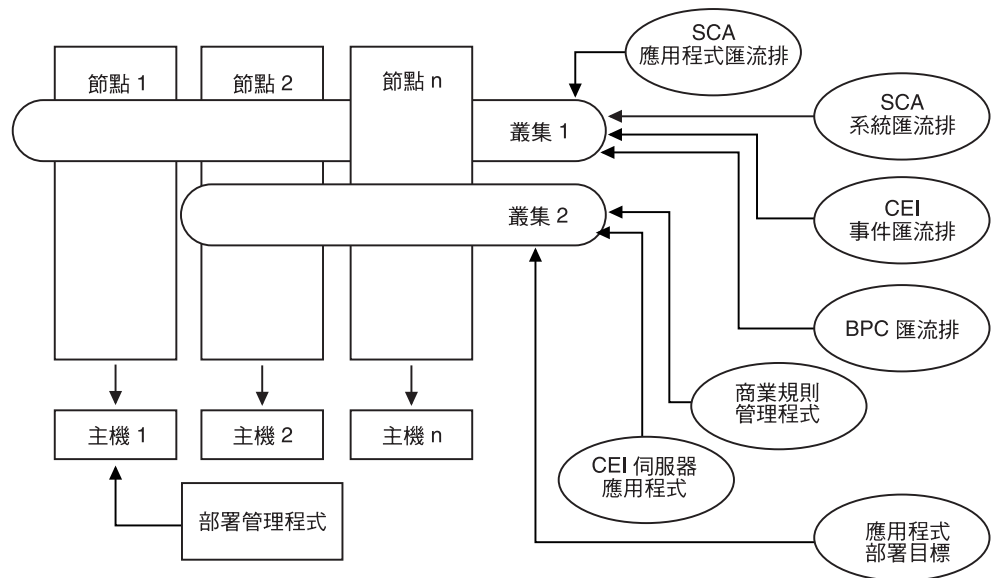 SCA
應用程式匯流排
節點 1
節點 2
節點 n
SCA
系統匯流排
叢集 1
叢集 2
CEI
事件匯流排
BPC 匯流排
商業規則
管理程式
主機 1
主機 2
主機 n
CEI 伺服器
應用程式
部署管理程式
應用程式
部署目標